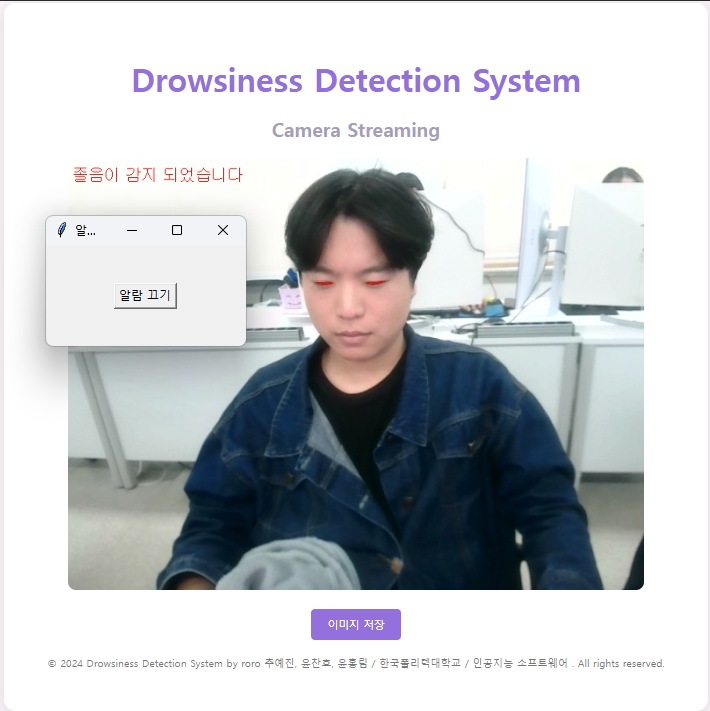 Drowsiness Detection System
Camera Streaming
졸음이 감지 되었습니다
알...
알람 끄기
이미지 저장
© 2024 Drowsiness Detection System by roro 추예진, 윤찬호, 윤홍림 / 한국폴리텍대학교 / 인공지능 소프트웨어 . All rights reserved.